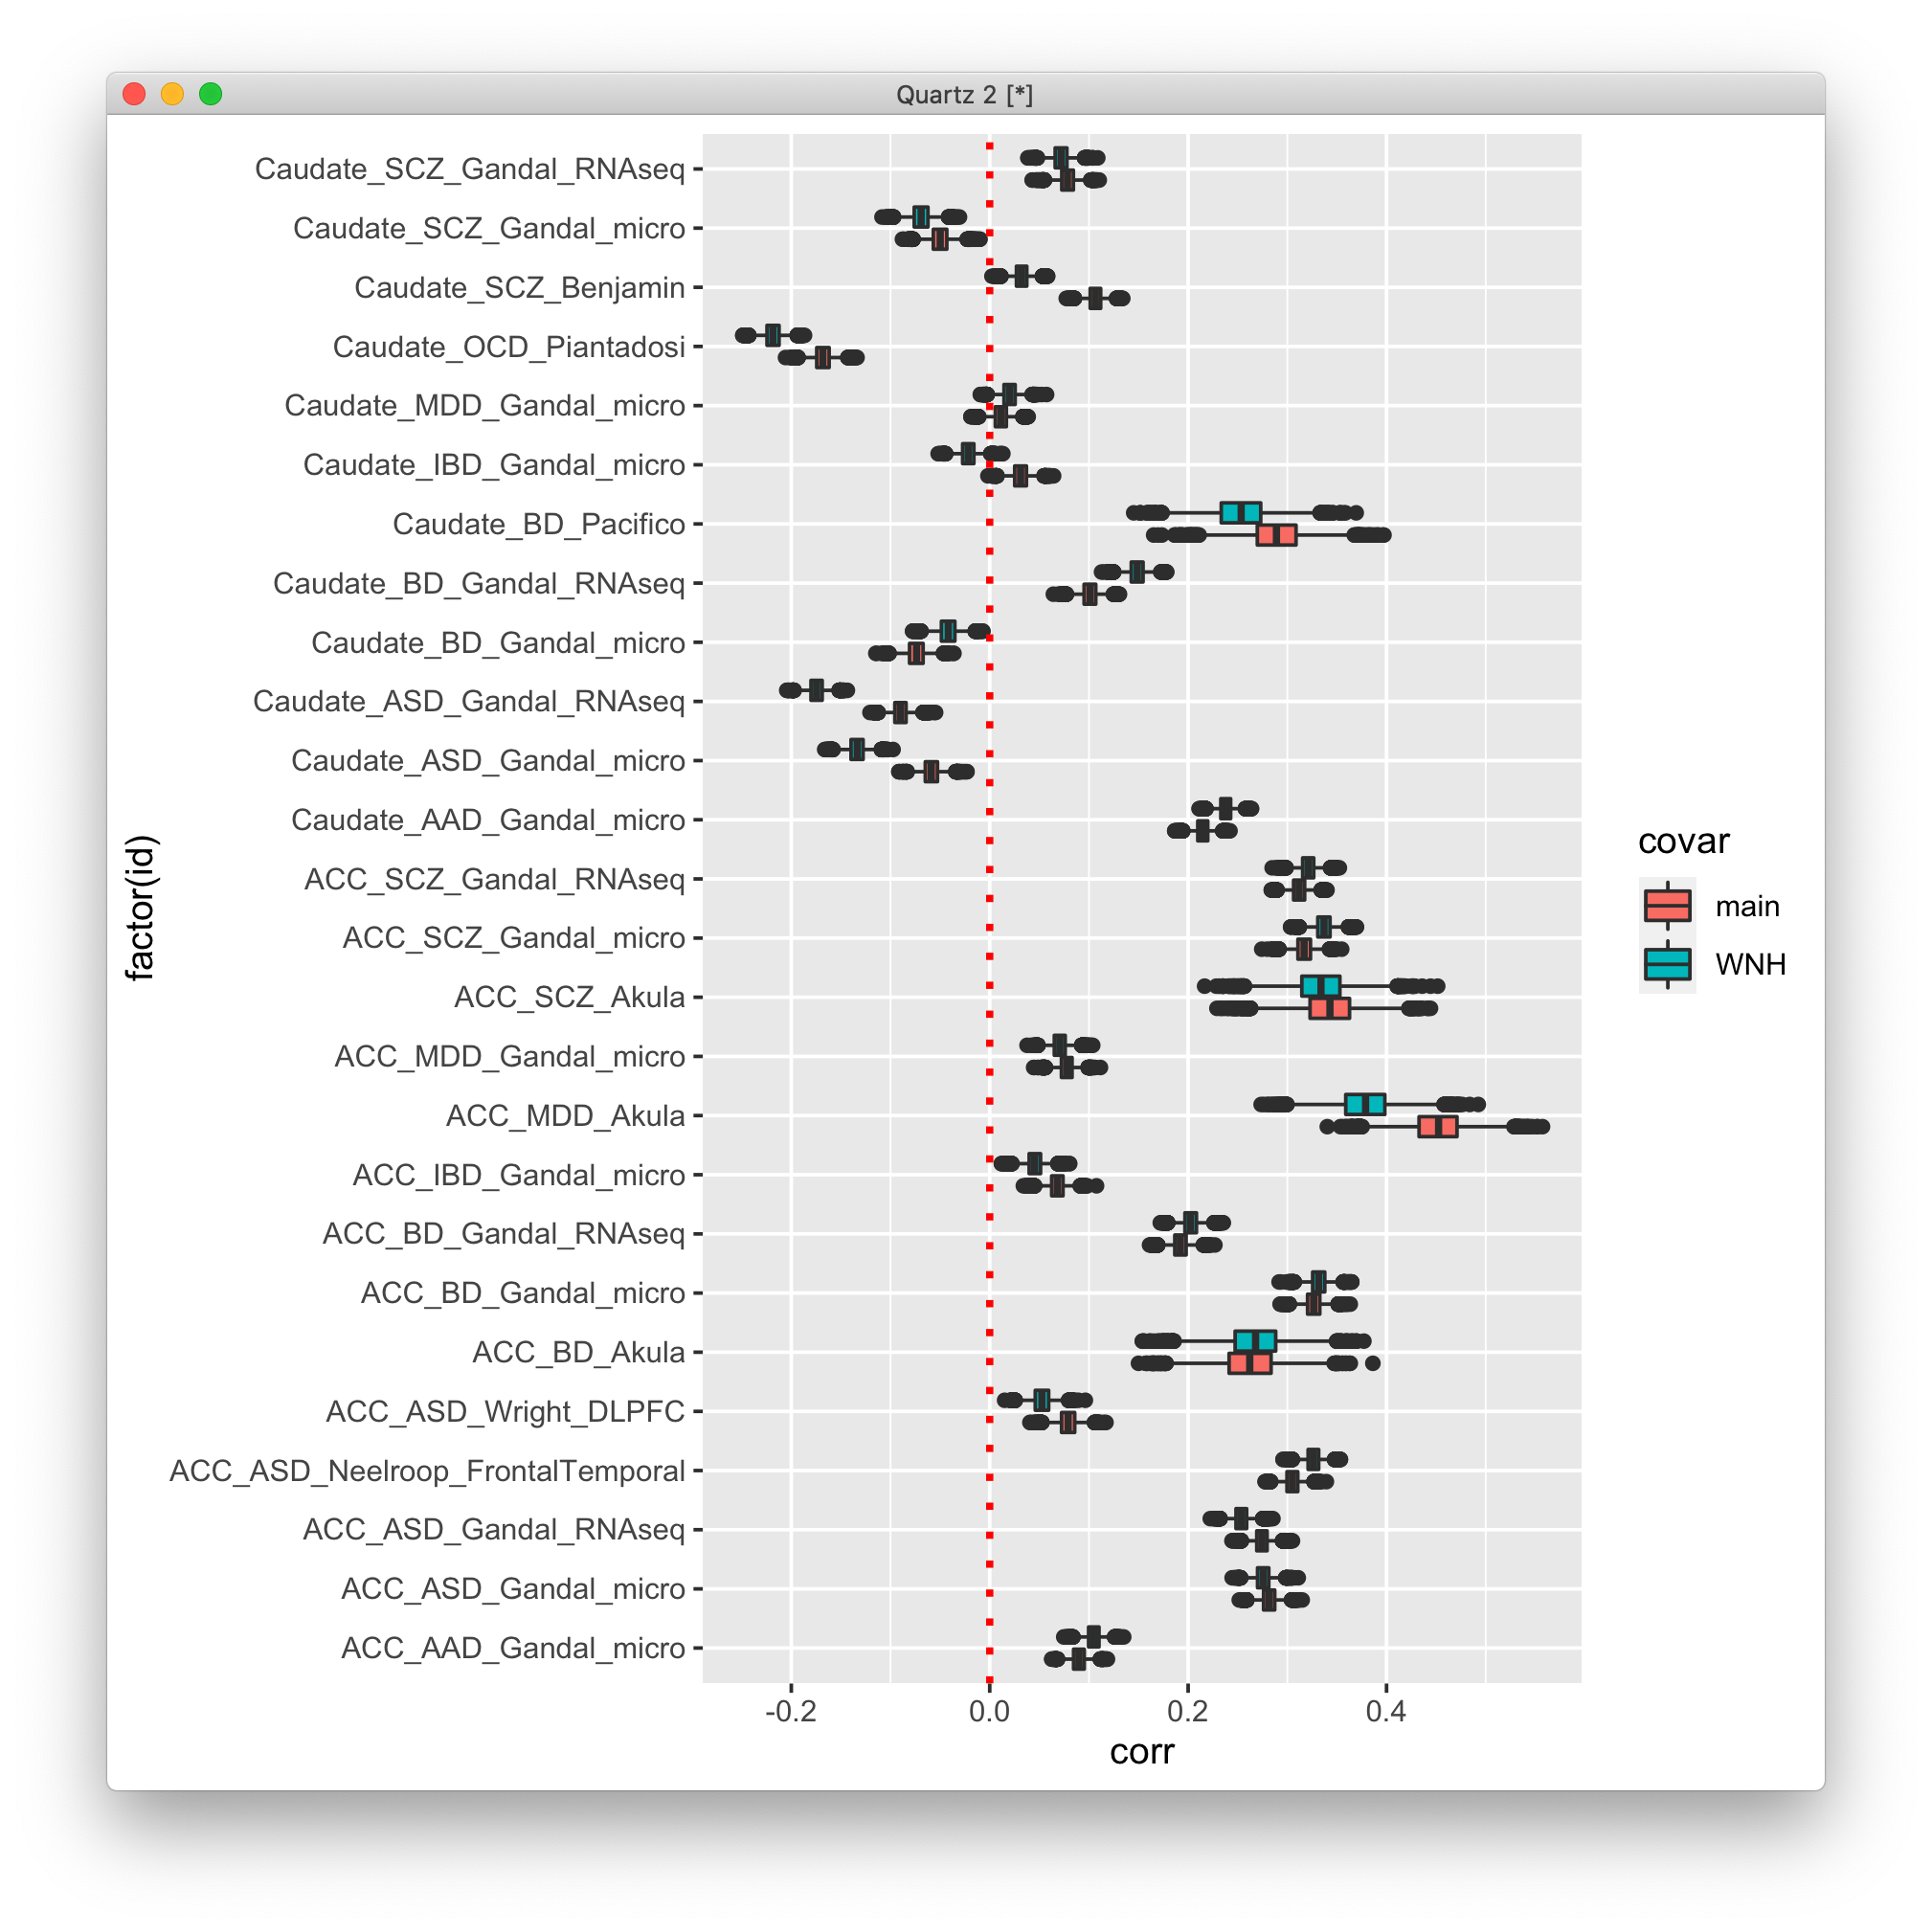 Quartz 2 [*]
Caudate_SCZ_Gandal_RNAseq
Caudate_SCZ_Gandal_micro
Caudate_SCZ_Benjamin
Caudate_OCD_Piantadosi
Caudate_MDD_Gandal_micro
Caudate_IBD_Gandal_micro
Caudate_BD_Pacifico
Caudate_BD_Gandal_RNAseq
Caudate_BD_Gandal_micro
Caudate_ASD_Gandal_RNAseq
Caudate_ASD_Gandal_micro
Caudate_AAD_Gandal_micro
ACC_SCZ_Gandal_RNAseq
ACC_SCZ_Gandal_micro
ACC_SCZ_Akula
ACC_MDD_Gandal_micro
ACC_MDD_Akula
ACC_IBD_Gandal_micro
ACC_BD_Gandal_RNAseq
ACC_BD_Gandal_micro
ACC_BD_Akula
ACC_ASD_Wright_DLPFC
ACC_ASD_Neelroop_FrontalTemporal
ACC_ASD_Gandal_RNAseq
ACC_ASD_Gandal_micro
ACC_AAD_Gandal_micro
factor(id)
-0.2 0.0 0.2 0.4
corr
covar
main
WNH